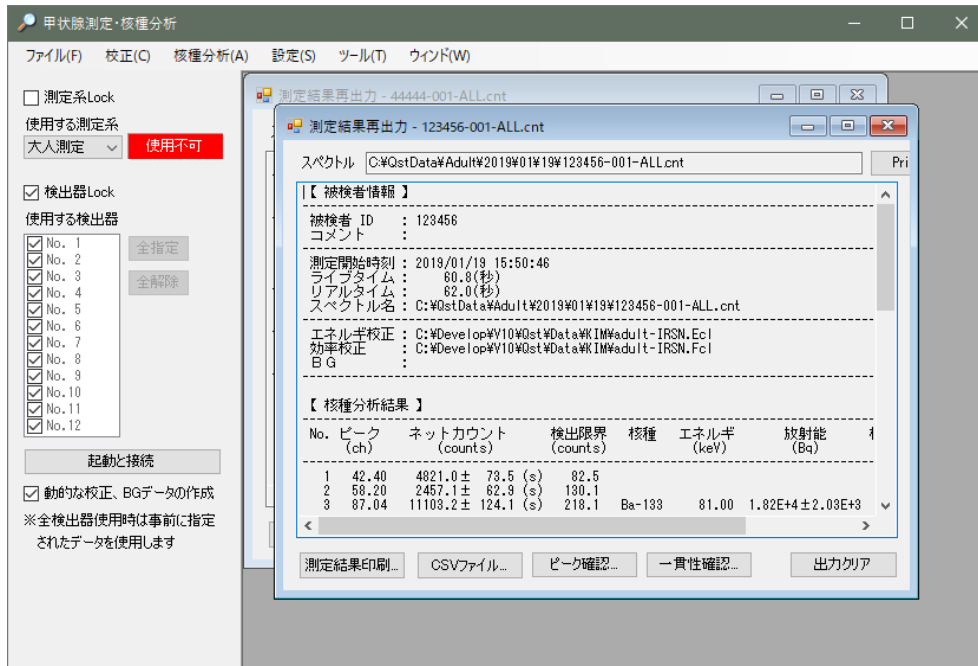 甲状腺測定・核種分析
ファイル(F) 校正(C) 核種分析(A) 設定(S) ツール(T) ウィンド(W)
測定系Lock
使用する測定系
大人測定 使用不可
検出器Lock
使用する検出器
No. 1
No. 2
No. 3
No. 4
No. 5
No. 6
No. 7
No. 8
No. 9
No.10
No.11
No.12
全指定
全解除
起動と接続
動的な校正、BGデータの作成
※全検出器使用時は事前に指定
されたデータを使用します
測定結果再出力 - 44444-001-ALL.cnt
測定結果再出力 - 123456-001-ALL.cnt
スペクトル C:¥QstData¥Adult¥2019¥01¥19¥123456-001-ALL.cnt
Pri
【 被検者情報 】
被検者 ID : 123456
コメント :
測定開始時刻 : 2019/01/19 15:50:46
ライブタイム : 60.8(秒)
リアルタイム : 62.0(秒)
スペクトル名 : C:¥QstData¥Adult¥2019¥01¥19¥123456-001-ALL.cnt
エネルギ校正 : C:¥Develop¥V10¥Qst¥Data¥KIM¥adult-IRSN.Ecl
効率校正 : C:¥Develop¥V10¥Qst¥Data¥KIM¥adult-IRSN.Fcl
BG :
【 核種分析結果 】
No. ピーク ネットカウント 検出限界 核種 エネルギ 放射能
(ch) (counts) (counts) (keV) (Bq)
1 42.40 4821.0± 73.5 (s) 82.5
2 58.20 2457.1± 62.9 (s) 130.1
3 87.04 11103.2± 124.1 (s) 218.1 Ba-133 81.00 1.82E+4±2.03E+3
測定結果印刷... CSVファイル... ピーク確認... 一貫性確認... 出力クリア